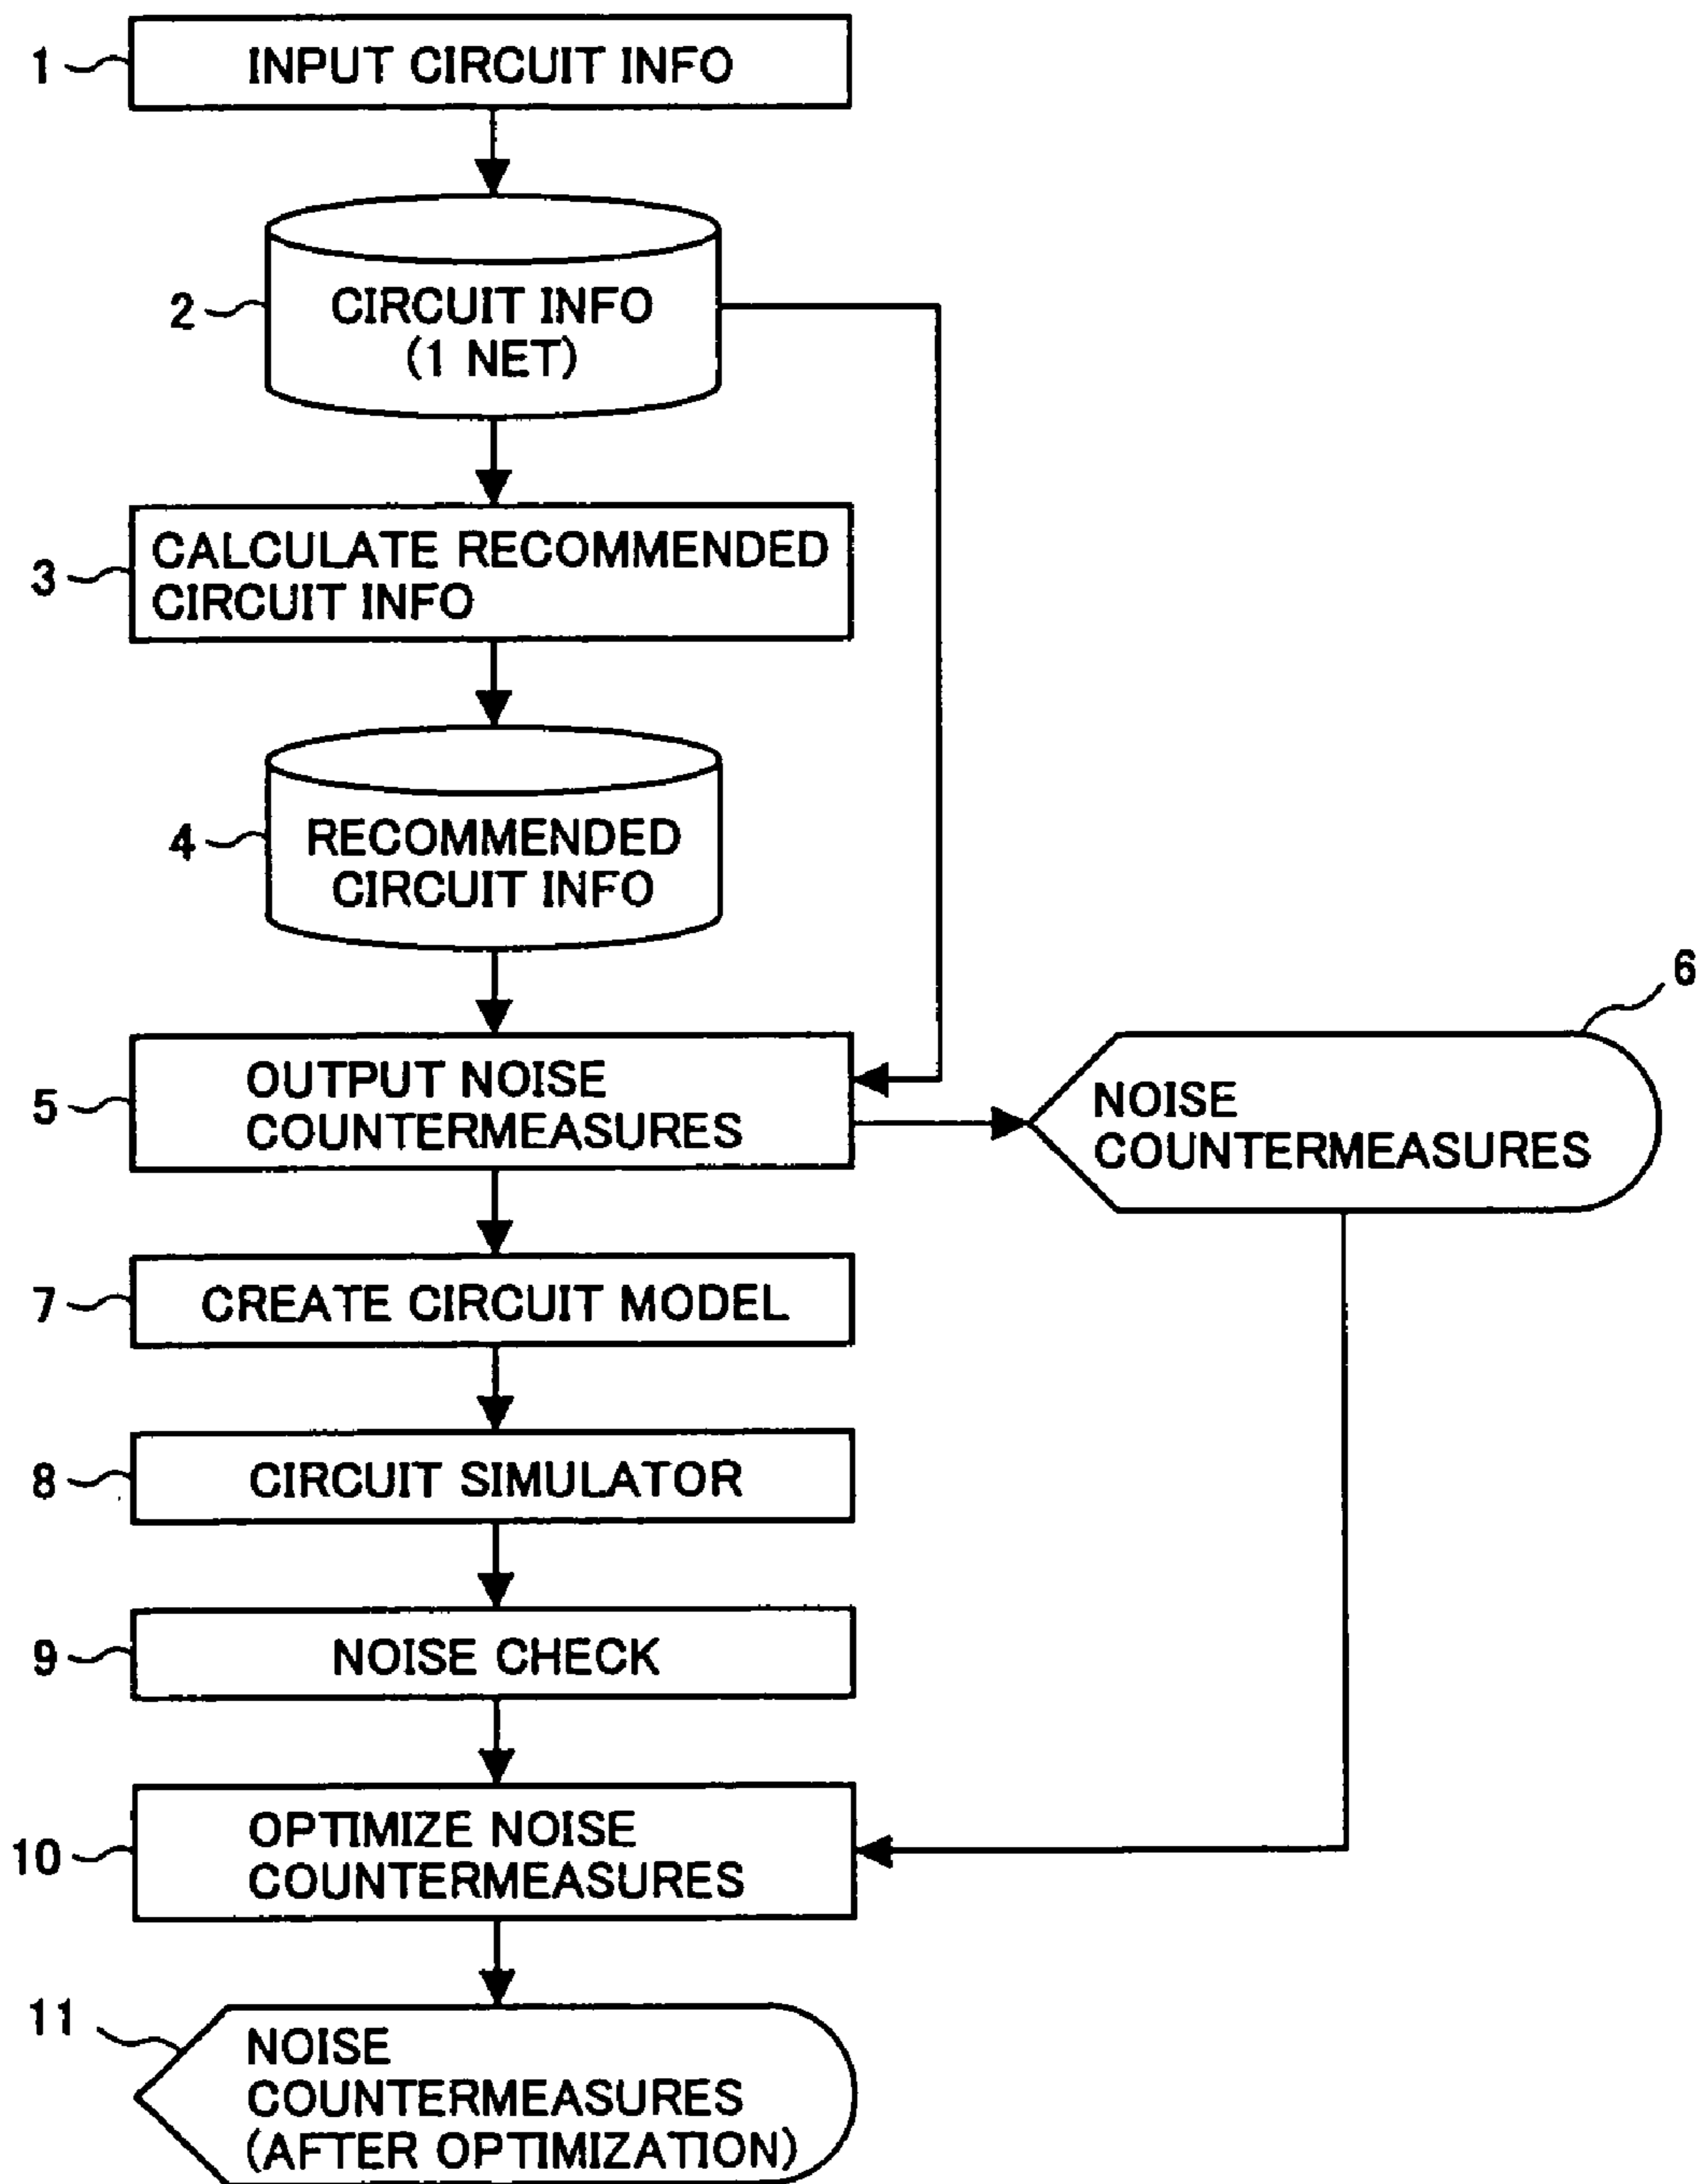 1
INPUT CIRCUIT INFO
2
CIRCUIT INFO
(1 NET)
3
CALCULATE RECOMMENDED
CIRCUIT INFO
4
RECOMMENDED
CIRCUIT INFO
5
OUTPUT NOISE
COUNTERMEASURES
6
NOISE
COUNTERMEASURES
7
CREATE CIRCUIT MODEL
8
CIRCUIT SIMULATOR
9
NOISE CHECK
10
OPTIMIZE NOISE
COUNTERMEASURES
11
NOISE
COUNTERMEASURES
(AFTER OPTIMIZATION)